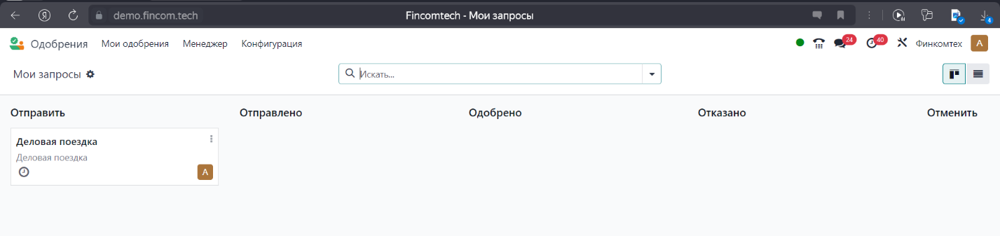 demo.fincom.tech
Fincomtech - Мои запросы
4
Одобрения
Мои одобрения
Менеджер
Конфигурация
24
40
Финкомтех
A
Мои запросы
Искать...
Отправить
Отправлено
Одобрено
Отказано
Отменить
Деловая поездка
Деловая поездка
A